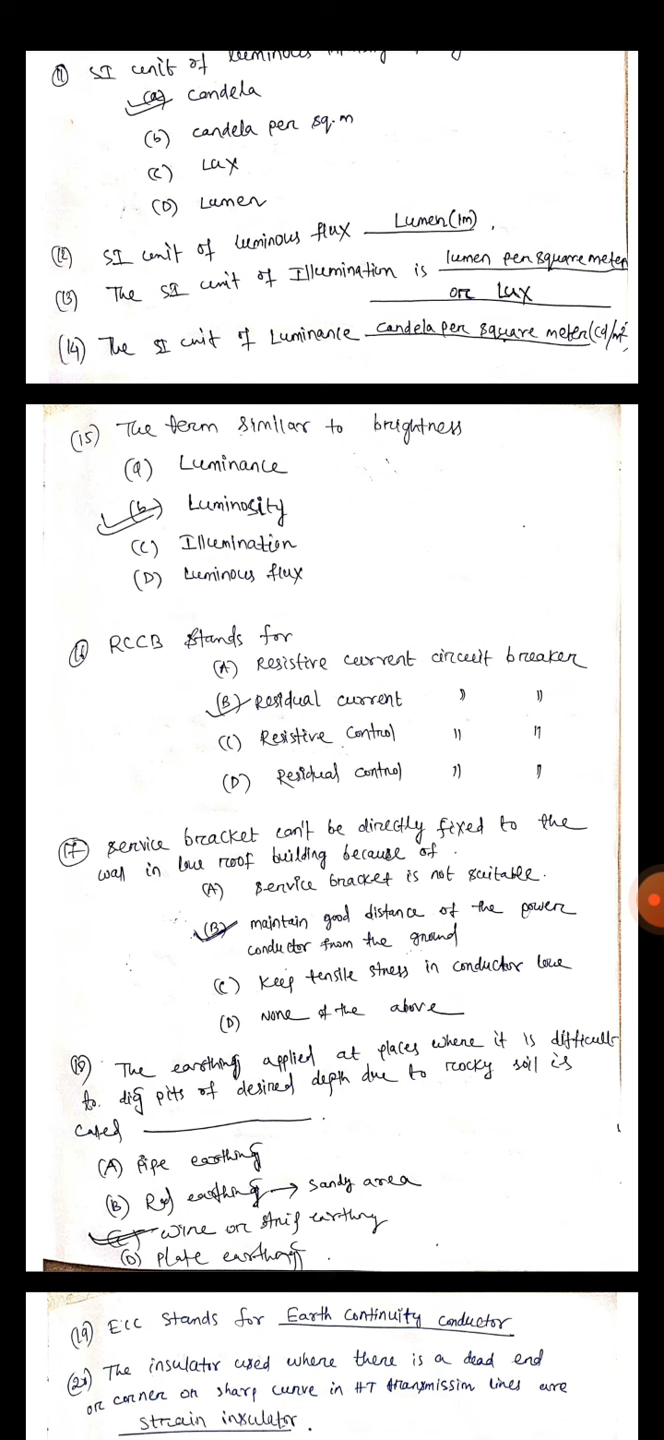 (11) SI unit of luminous
(a) candela
(b) candela per sq.m
(c) Lux
(D) Lumen
(12) SI unit of luminous flux Lumen(lm).
(13) The SI unit of Illumination is lumen per square meter
or Lux
(14) The SI unit of Luminance candela per square meter (cd/m²
(15) The term similar to brightness
(a) Luminance
(b) Luminosity
(c) Illumination
(D) Luminous flux
(16) RCCB stands for
(A) Resistive current circuit breaker
(B) Residual current " "
(C) Resistive control " "
(D) Residual control " "
(17) service bracket can't be directly fixed to the
wall in low roof building because of.
(A) service bracket is not suitable.
(B) maintain good distance of the power
conductor from the ground
(C) Keep tensile stress in conductor low
(D) None of the above
(18) The earthing applied at places where it is difficult
to dig pits of desired depth due to rocky soil is
called
(A) Pipe earthing
(B) Rod earthing → sandy area
(C) wire or strip earthing
(D) plate earthing.
(19) ECC stands for Earth continuity conductor
(20) The insulator used where there is a dead end
or corner or sharp curve in HT transmissim lines are
strain insulator.